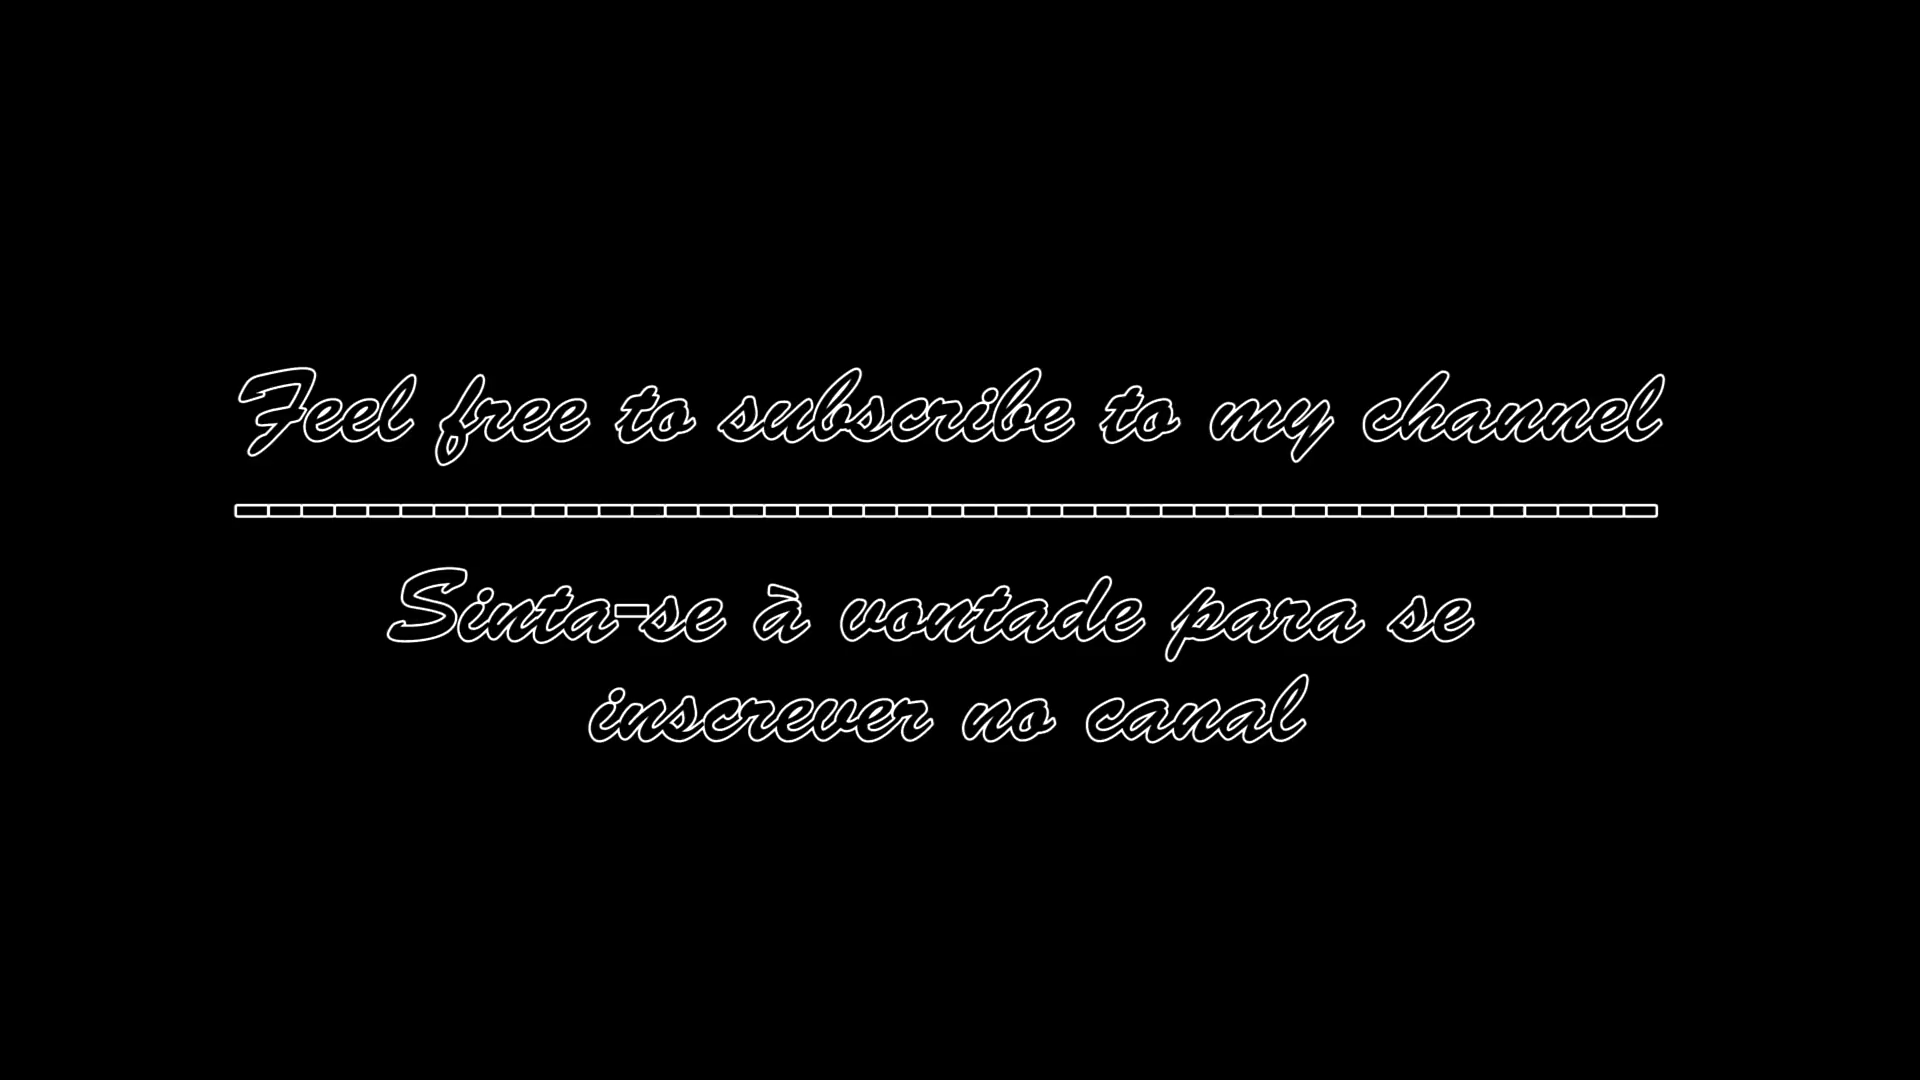 Feel free to subscribe to my channel
-------------------------------------------
Sinta-se à vontade para se
inscrever no canal